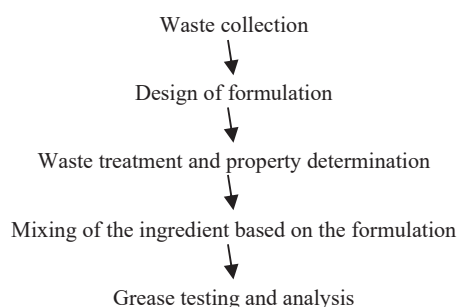 Waste collection
Design of formulation
Waste treatment and property determination
Mixing of the ingredient based on the formulation
Grease testing and analysis